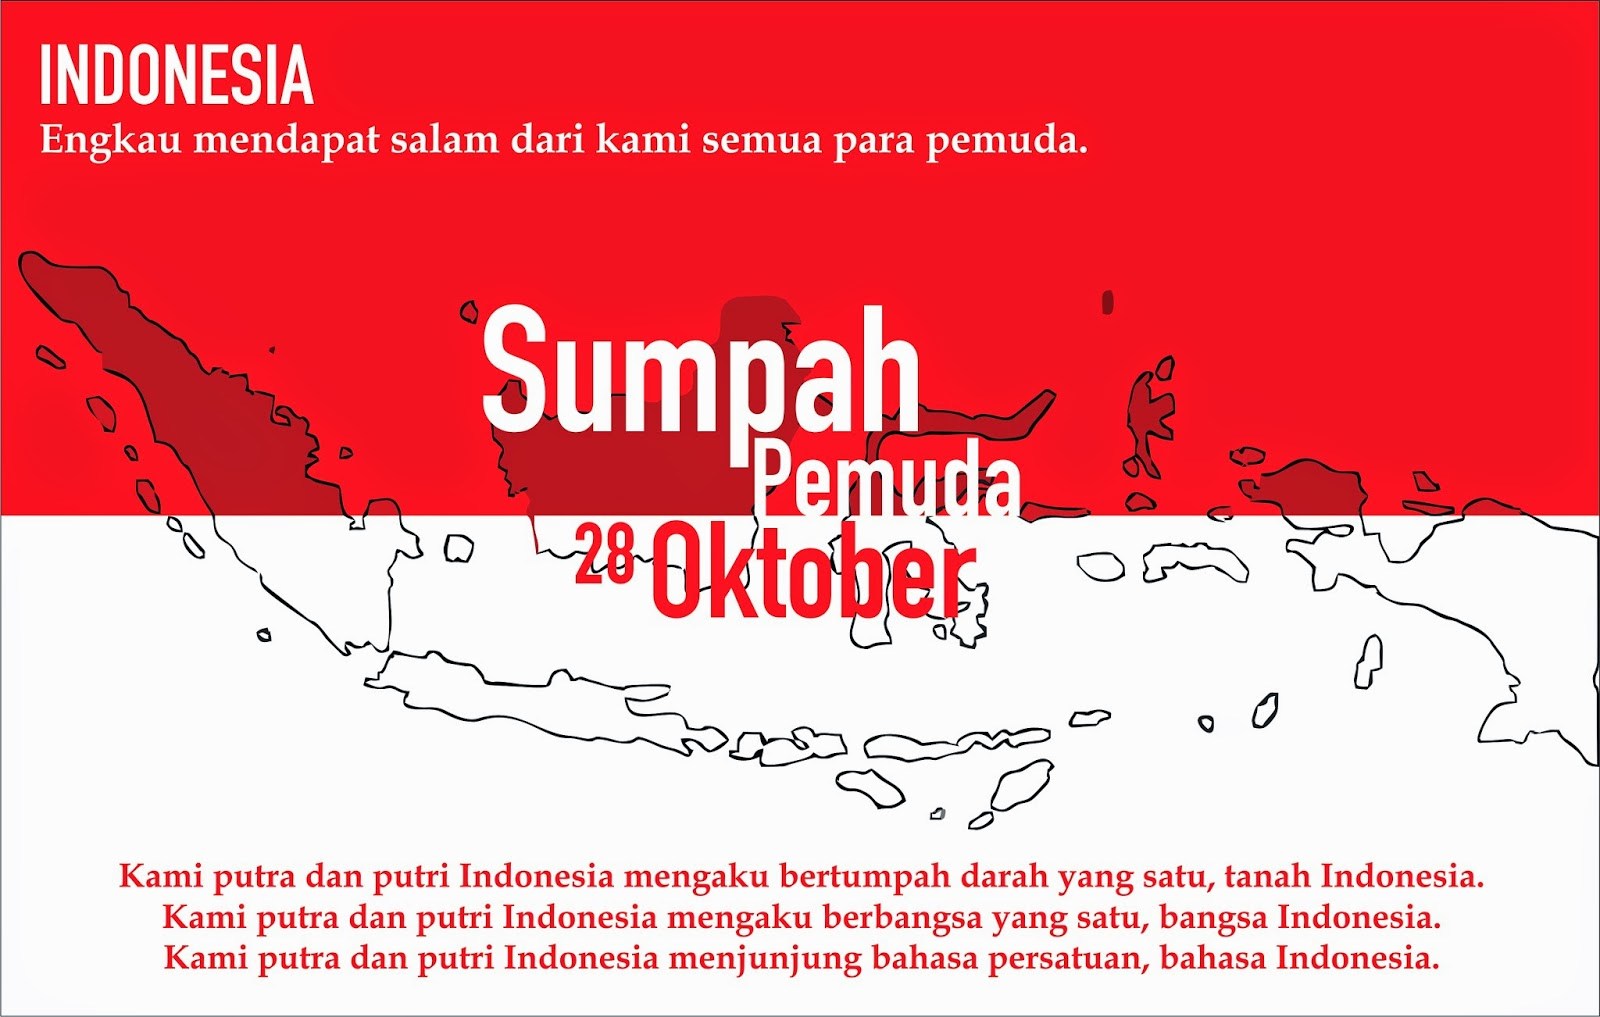 INDONESIA
Engkau mendapat salam dari kami semua para pemuda.
Sumpah
Pemuda
28 Oktober
Kami putra dan putri Indonesia mengaku bertumpah darah yang satu, tanah Indonesia.
Kami putra dan putri Indonesia mengaku berbangsa yang satu, bangsa Indonesia.
Kami putra dan putri Indonesia menjunjung bahasa persatuan, bahasa Indonesia.